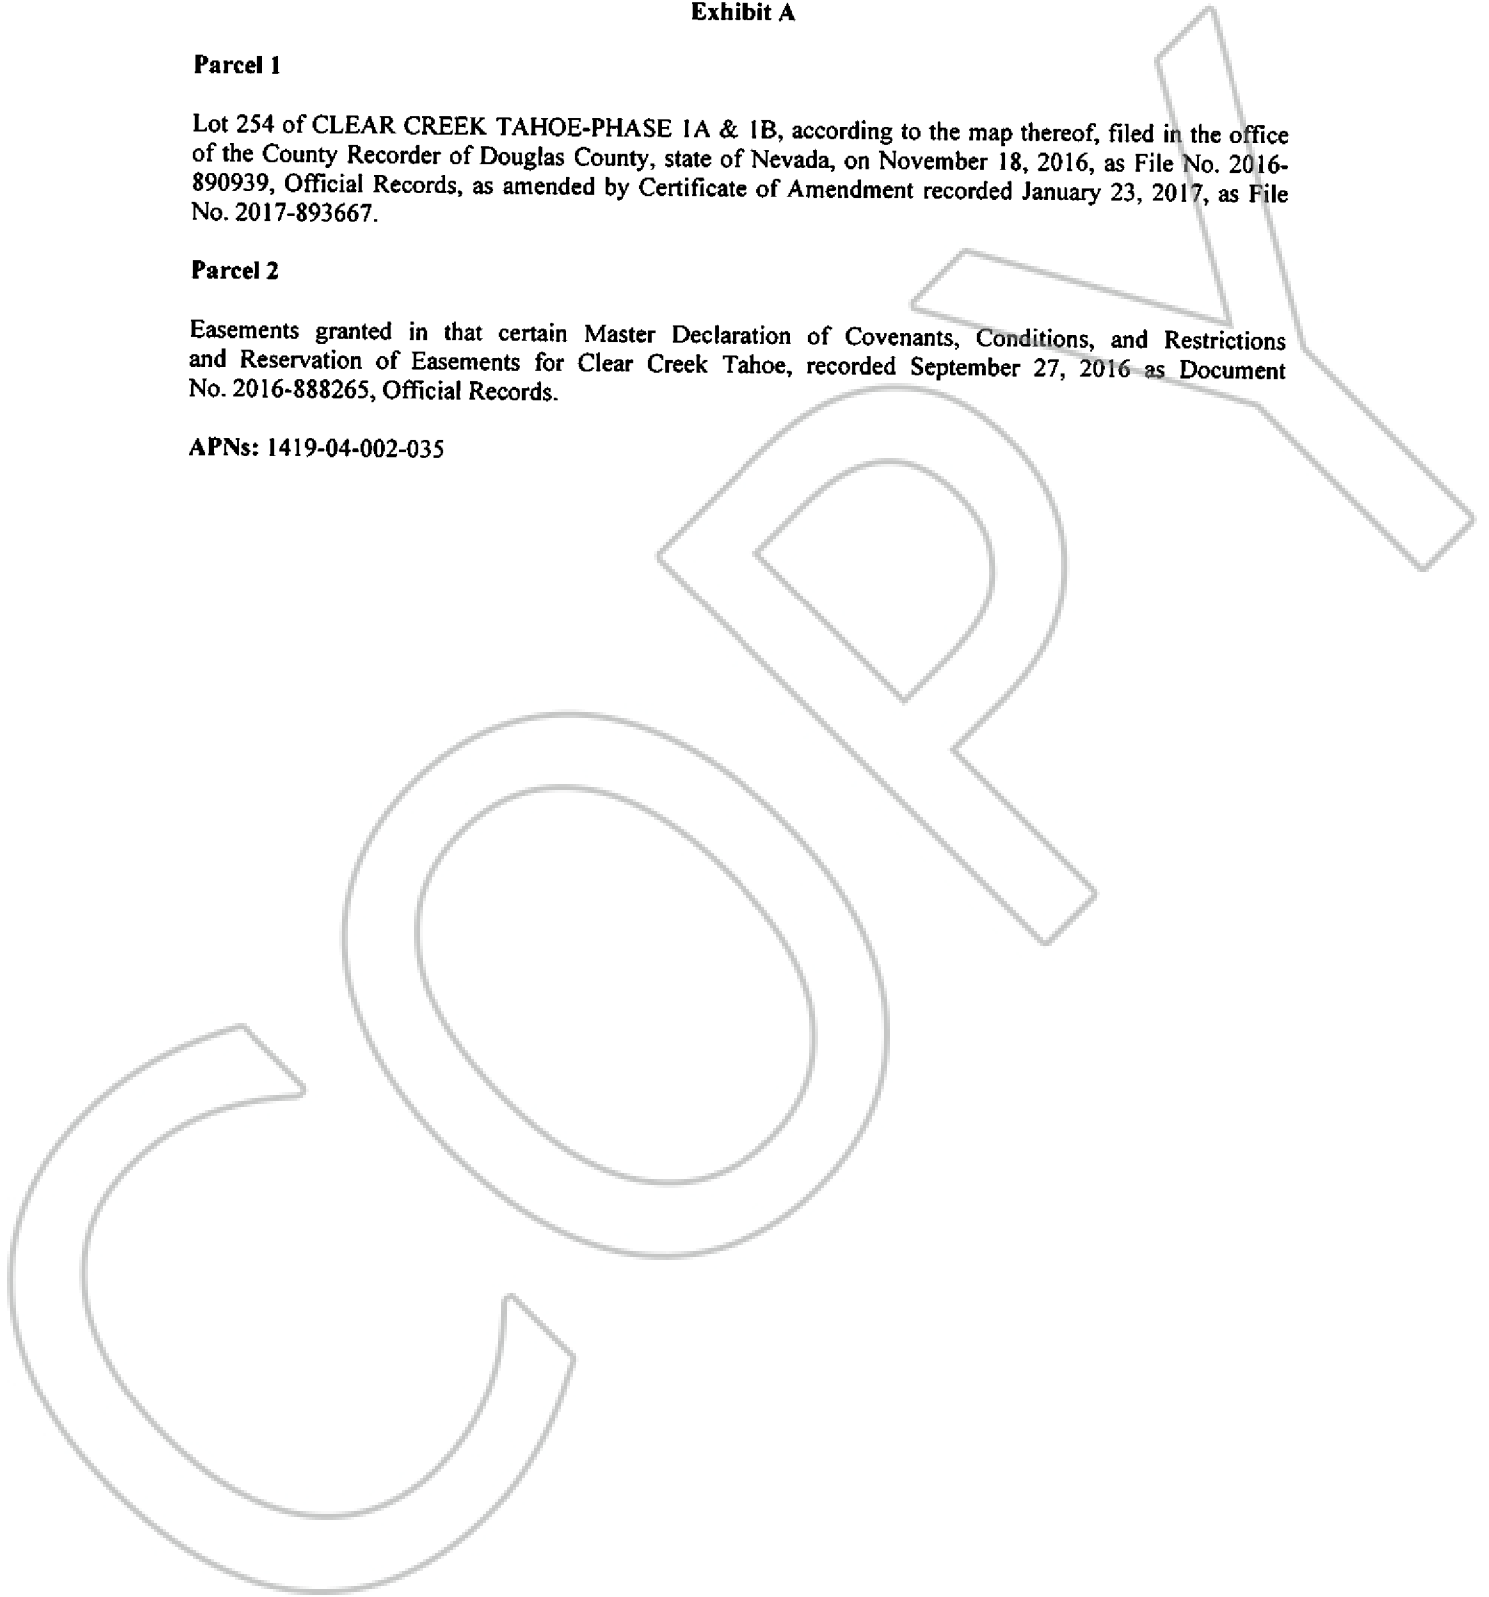 Exhibit A
Parcel 1
Lot 254 of CLEAR CREEK TAHOE-PHASE 1A & 1B, according to the map thereof, filed in the office
of the County Recorder of Douglas County, state of Nevada, on November 18, 2016, as File No. 2016-
890939, Official Records, as amended by Certificate of Amendment recorded January 23, 2017, as File
No. 2017-893667.
Parcel 2
Easements granted in that certain Master Declaration of Covenants, Conditions, and Restrictions
and Reservation of Easements for Clear Creek Tahoe, recorded September 27, 2016 as Document
No. 2016-888265, Official Records.
APNs: 1419-04-002-035
COPY